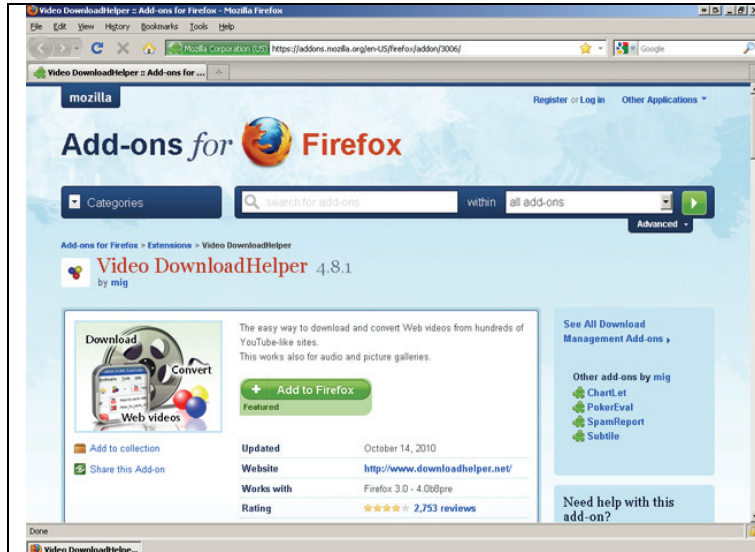 Video DownloadHelper :: Add-ons for Firefox - Mozilla Firefox
File Edit View History Bookmarks Tools Help
Mozilla Corporation (US) https://addons.mozilla.org/en-US/firefox/addon/3006/
Google
Video DownloadHelper :: Add-ons for ...
mozilla
Register or Log in Other Applications
Add-ons for Firefox
Categories
search for add-ons
within
all add-ons
Advanced
Add-ons for Firefox > Extensions > Video DownloadHelper
Video DownloadHelper 4.8.1
by mig
Download
Convert
Web videos
The easy way to download and convert Web videos from hundreds of
YouTube-like sites.
This works also for audio and picture galleries.
+ Add to Firefox
Featured
Add to collection
Share this Add-on
Updated October 14, 2010
Website http://www.downloadhelper.net/
Works with Firefox 3.0 - 4.0b8pre
Rating 2,753 reviews
See All Download
Management Add-ons
Other add-ons by mig
ChartLet
PokerEval
SpamReport
Subtile
Need help with this
add-on?
Done
Video DownloadHelpe...